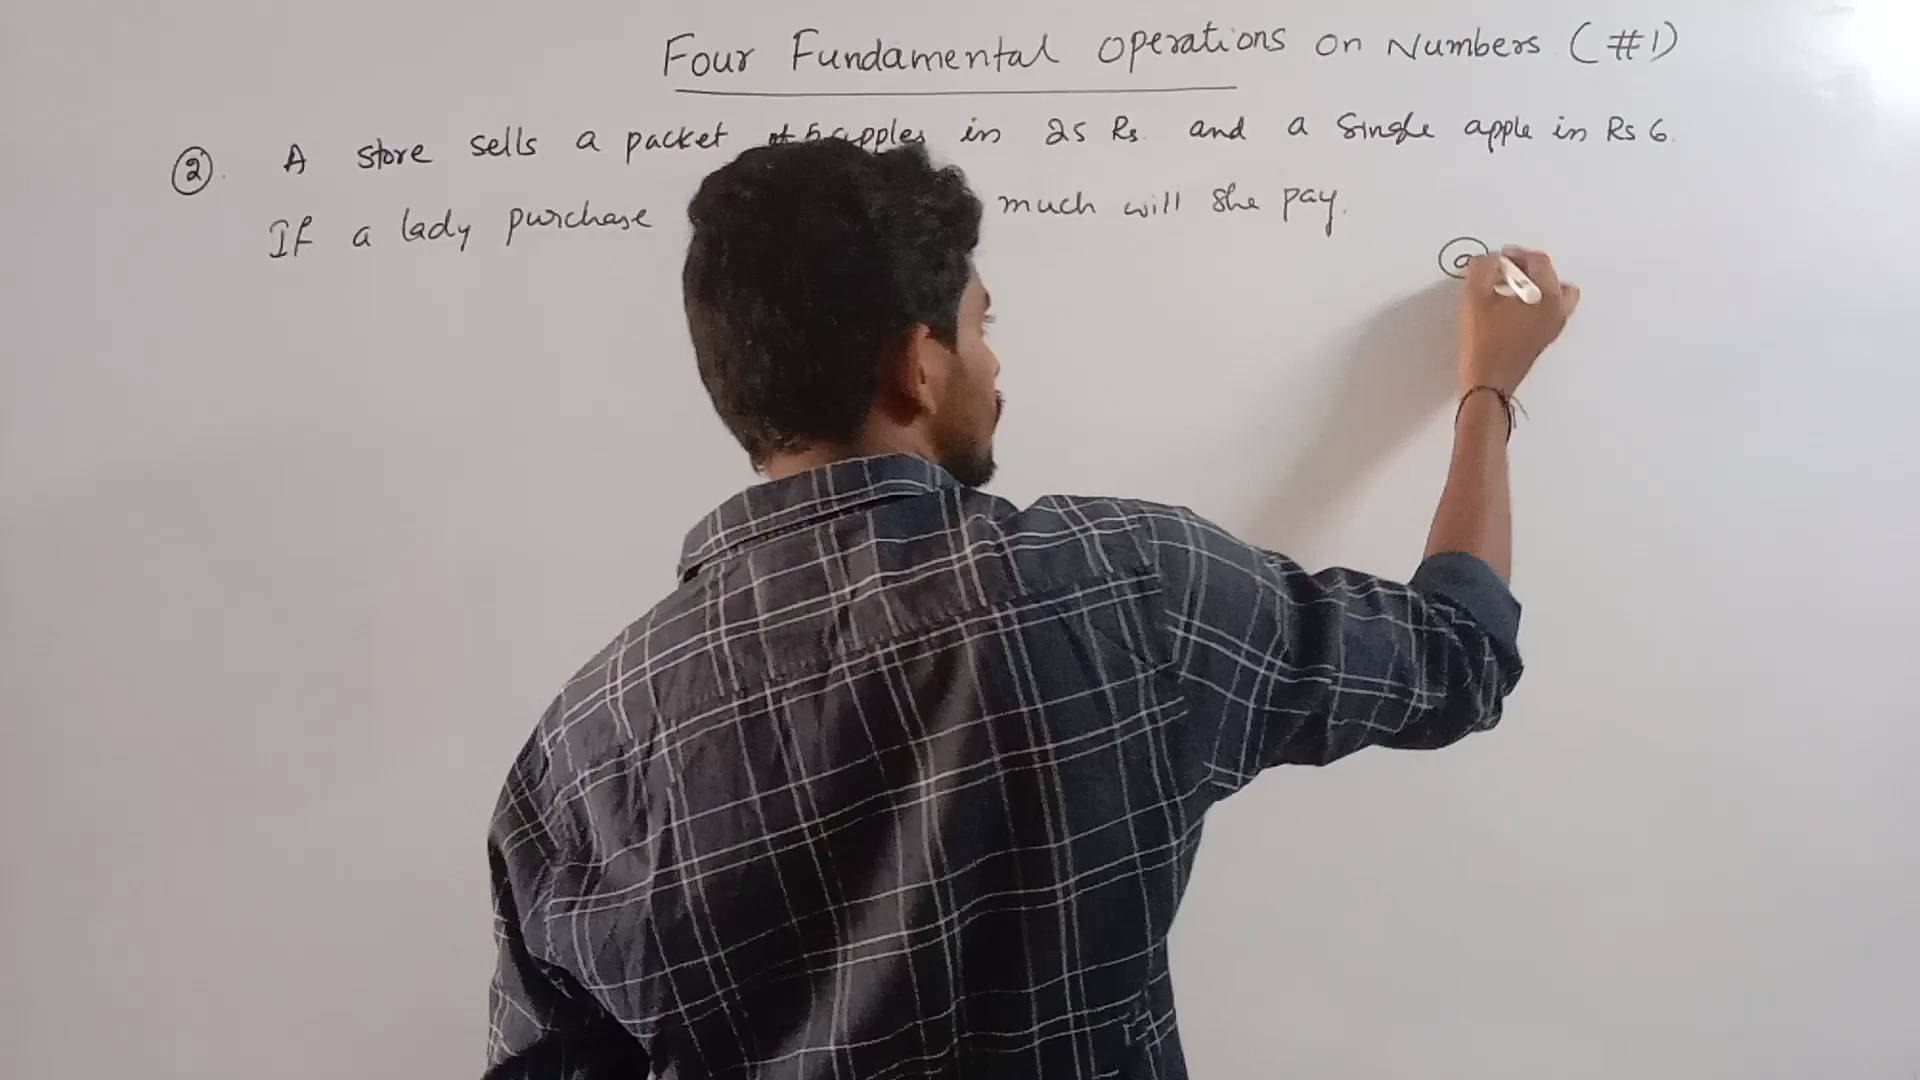 Four Fundamental Operations on Numbers (#1)
② A store sells a packet of 5 apples in 25 Rs. and a single apple in Rs 6.
If a lady purchase much will she pay.
ⓐ